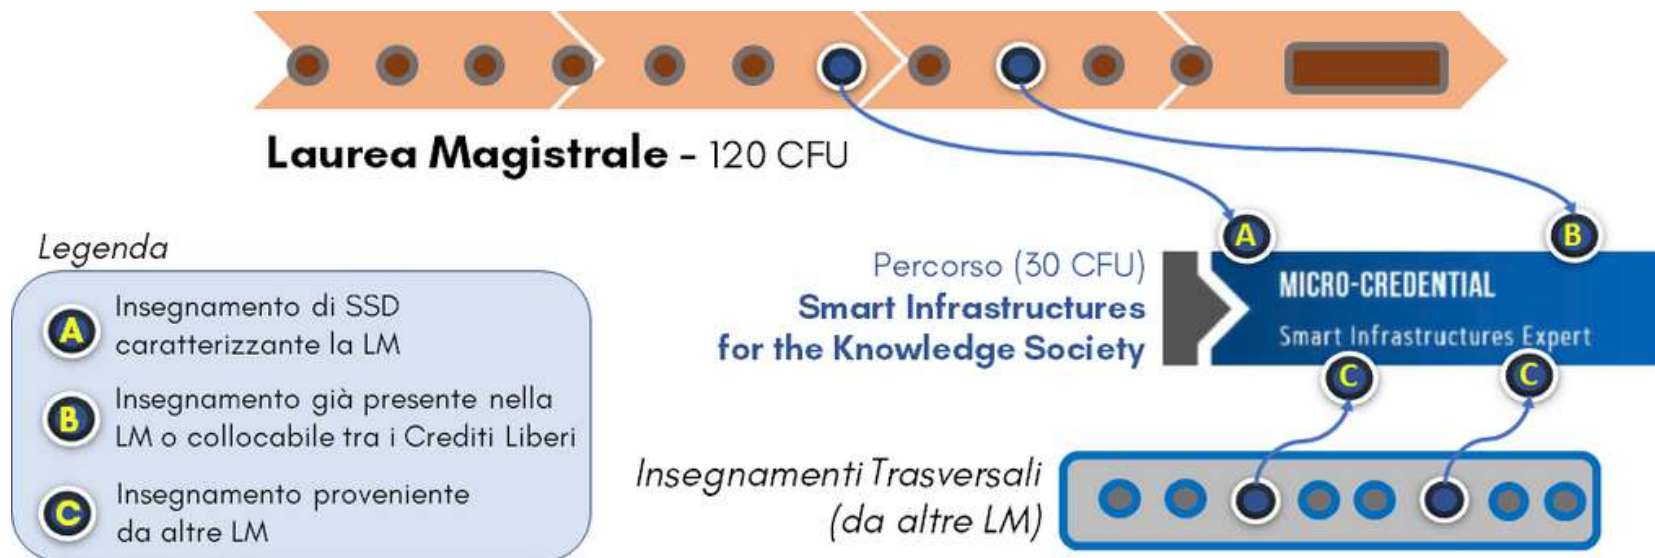 Laurea Magistrale - 120 CFU
Legenda
A
Insegnamento di SSD
caratterizzante la LM
B
Insegnamento già presente nella
LM o collocabile tra i Crediti Liberi
C
Insegnamento proveniente
da altre LM
A
B
Percorso (30 CFU)
Smart Infrastructures
for the Knowledge Society
MICRO-CREDENTIAL
Smart Infrastructures Expert
C
C
Insegnamenti Trasversali
(da altre LM)